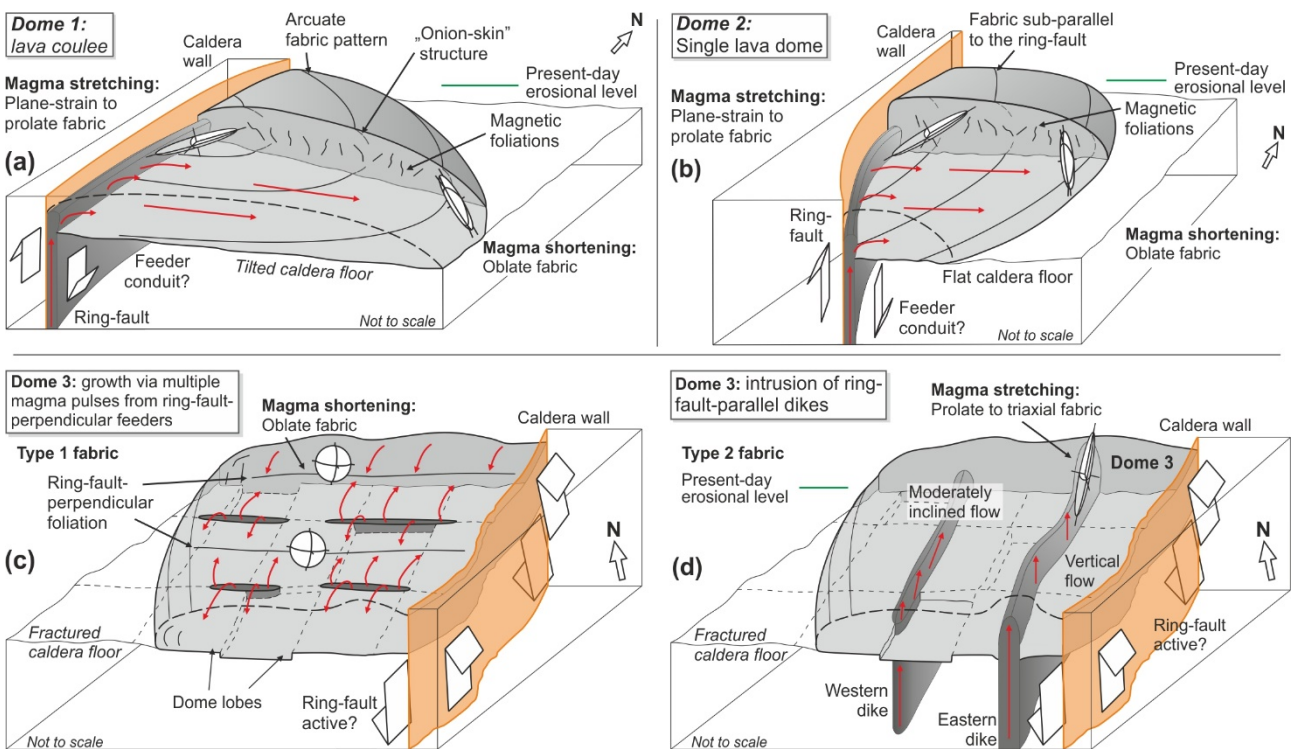 Dome 1:
lava coulee
Magma stretching:
Plane-strain to
prolate fabric
(a)
Caldera
wall
Arcuate
fabric pattern
„Onion-skin”
structure
N
Present-day
erosional level
Magnetic
foliations
Magma shortening:
Oblate fabric
Tilted caldera floor
Feeder
conduit?
Ring-fault
Not to scale
Dome 2:
Single lava dome
Magma stretching:
Plane-strain to
prolate fabric
(b)
Caldera
wall
Fabric sub-parallel
to the ring-fault
Present-day
erosional level
Magnetic
foliations
N
Ring-
fault
Magma shortening:
Oblate fabric
Flat caldera floor
Feeder
conduit?
Not to scale
Dome 3: growth via multiple
magma pulses from ring-fault-
perpendicular feeders
Type 1 fabric
Magma shortening:
Oblate fabric
Caldera wall
Ring-fault-
perpendicular
foliation
N
(c)
Fractured
caldera floor
Dome lobes
Ring-fault
active?
Not to scale
Dome 3: intrusion of ring-
fault-parallel dikes
Type 2 fabric
Present-day
erosional level
Magma stretching:
Prolate to triaxial fabric
Caldera wall
Dome 3
Moderately
inclined flow
N
(d)
Vertical
flow
Fractured
caldera floor
Ring-fault
active?
Western
dike
Eastern
dike
Not to scale